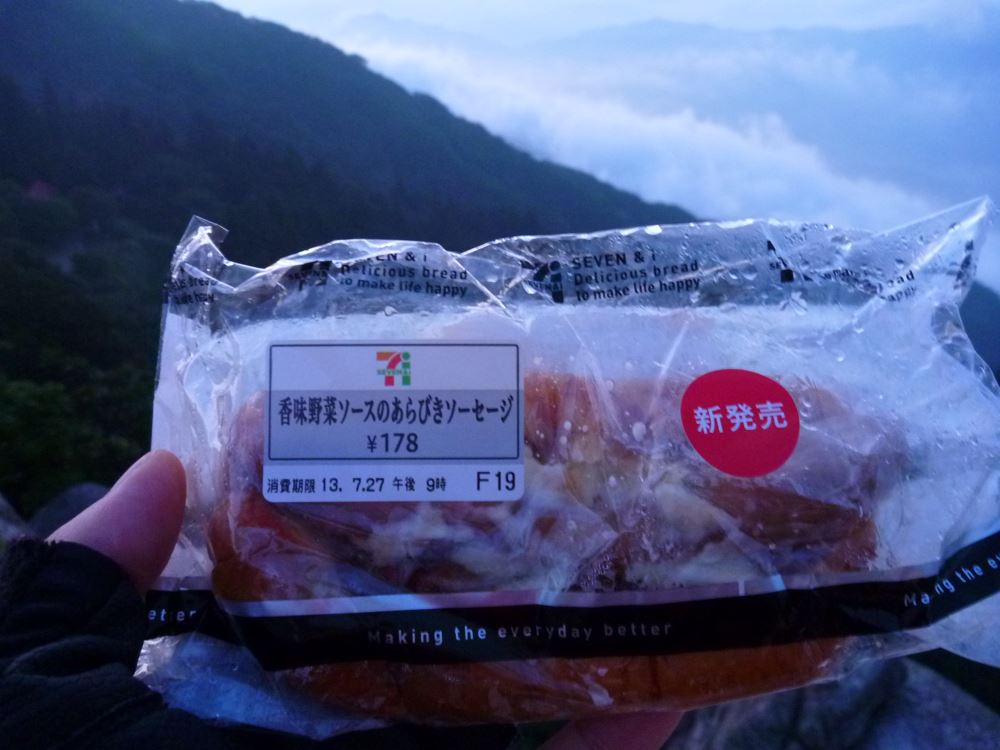 SEVEN & i
Delicious bread
to make life happy
SEVEN & i
Delicious bread
to make life happy
SEVEN&i
香味野菜ソースのあらびきソーセージ
¥178
消費期限 13. 7.27 午後 9時 F19
新発売
Making the everyday better
Making the